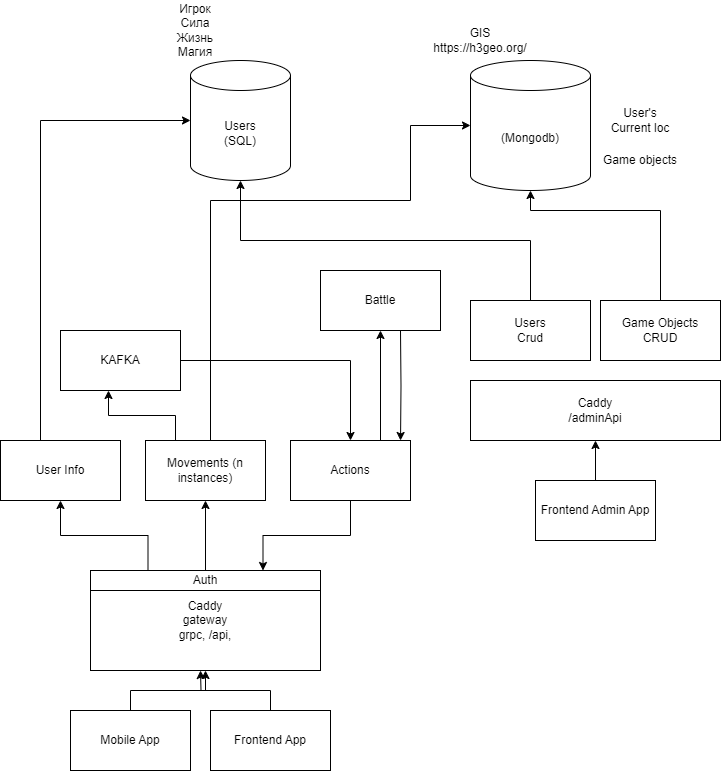 Игрок
Сила
Жизнь
Магия
GIS
https://h3geo.org/
Users
(SQL)
(Mongodb)
User's
Current loc
Game objects
Battle
Users
Crud
Game Objects
CRUD
KAFKA
Caddy
/adminApi
User Info
Movements (n
instances)
Actions
Frontend Admin App
Auth
Caddy
gateway
grpc, /api,
Mobile App
Frontend App